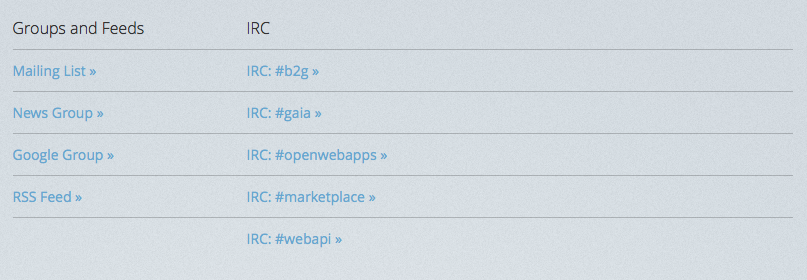 Groups and Feeds IRC
Mailing List » IRC: #b2g »
News Group » IRC: #gaia »
Google Group » IRC: #openwebapps »
RSS Feed » IRC: #marketplace »
IRC: #webapi »